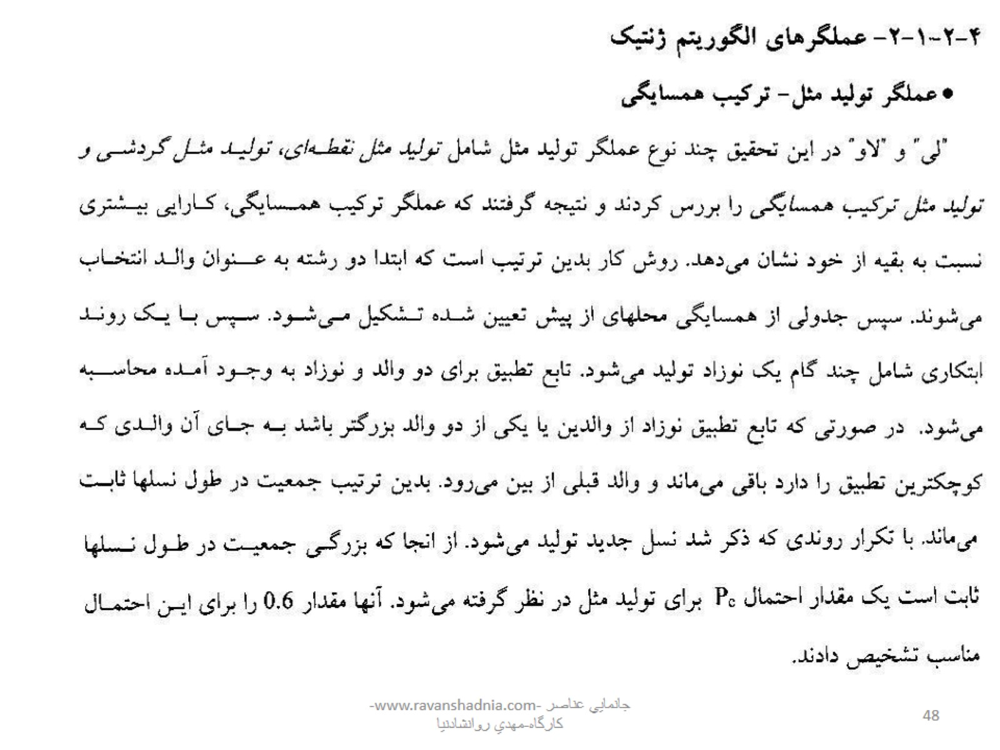 ۴-۲-۱-۲- عملگرهای الگوریتم ژنتیک
• عملگر تولید مثل- ترکیب همسایگی
"لی" و "لاو" در این تحقیق چند نوع عملگر تولید مثل شامل تولید مثل نقطه‌ای، تولید مثل گردشی و
تولید مثل ترکیب همسایگی را بررس کردند و نتیجه گرفتند که عملگر ترکیب همسایگی، کارایی بیشتری
نسبت به بقیه از خود نشان می‌دهد. روش کار بدین ترتیب است که ابتدا دو رشته به عنوان والد انتخاب
می‌شوند. سپس جدولی از همسایگی محلهای از پیش تعیین شده تشکیل می‌شود. سپس با یک روند
ابتکاری شامل چند گام یک نوزاد تولید می‌شود. تابع تطبیق برای دو والد و نوزاد به وجود آمده محاسبه
می‌شود. در صورتی که تابع تطبیق نوزاد از والدین یا یکی از دو والد بزرگتر باشد به جای آن والدی که
کوچکترین تطبیق را دارد باقی می‌ماند و والد قبلی از بین می‌رود. بدین ترتیب جمعیت در طول نسلها ثابت
می‌ماند. با تکرار روندی که ذکر شد نسل جدید تولید می‌شود. از انجا که بزرگی جمعیت در طول نسلها
ثابت است یک مقدار احتمال Pc برای تولید مثل در نظر گرفته می‌شود. آنها مقدار 0.6 را برای این احتمال
مناسب تشخیص دادند.
جانمايي عناصر -www.ravanshadnia.com-
كارگاه-مهدي روانشادنيا
48